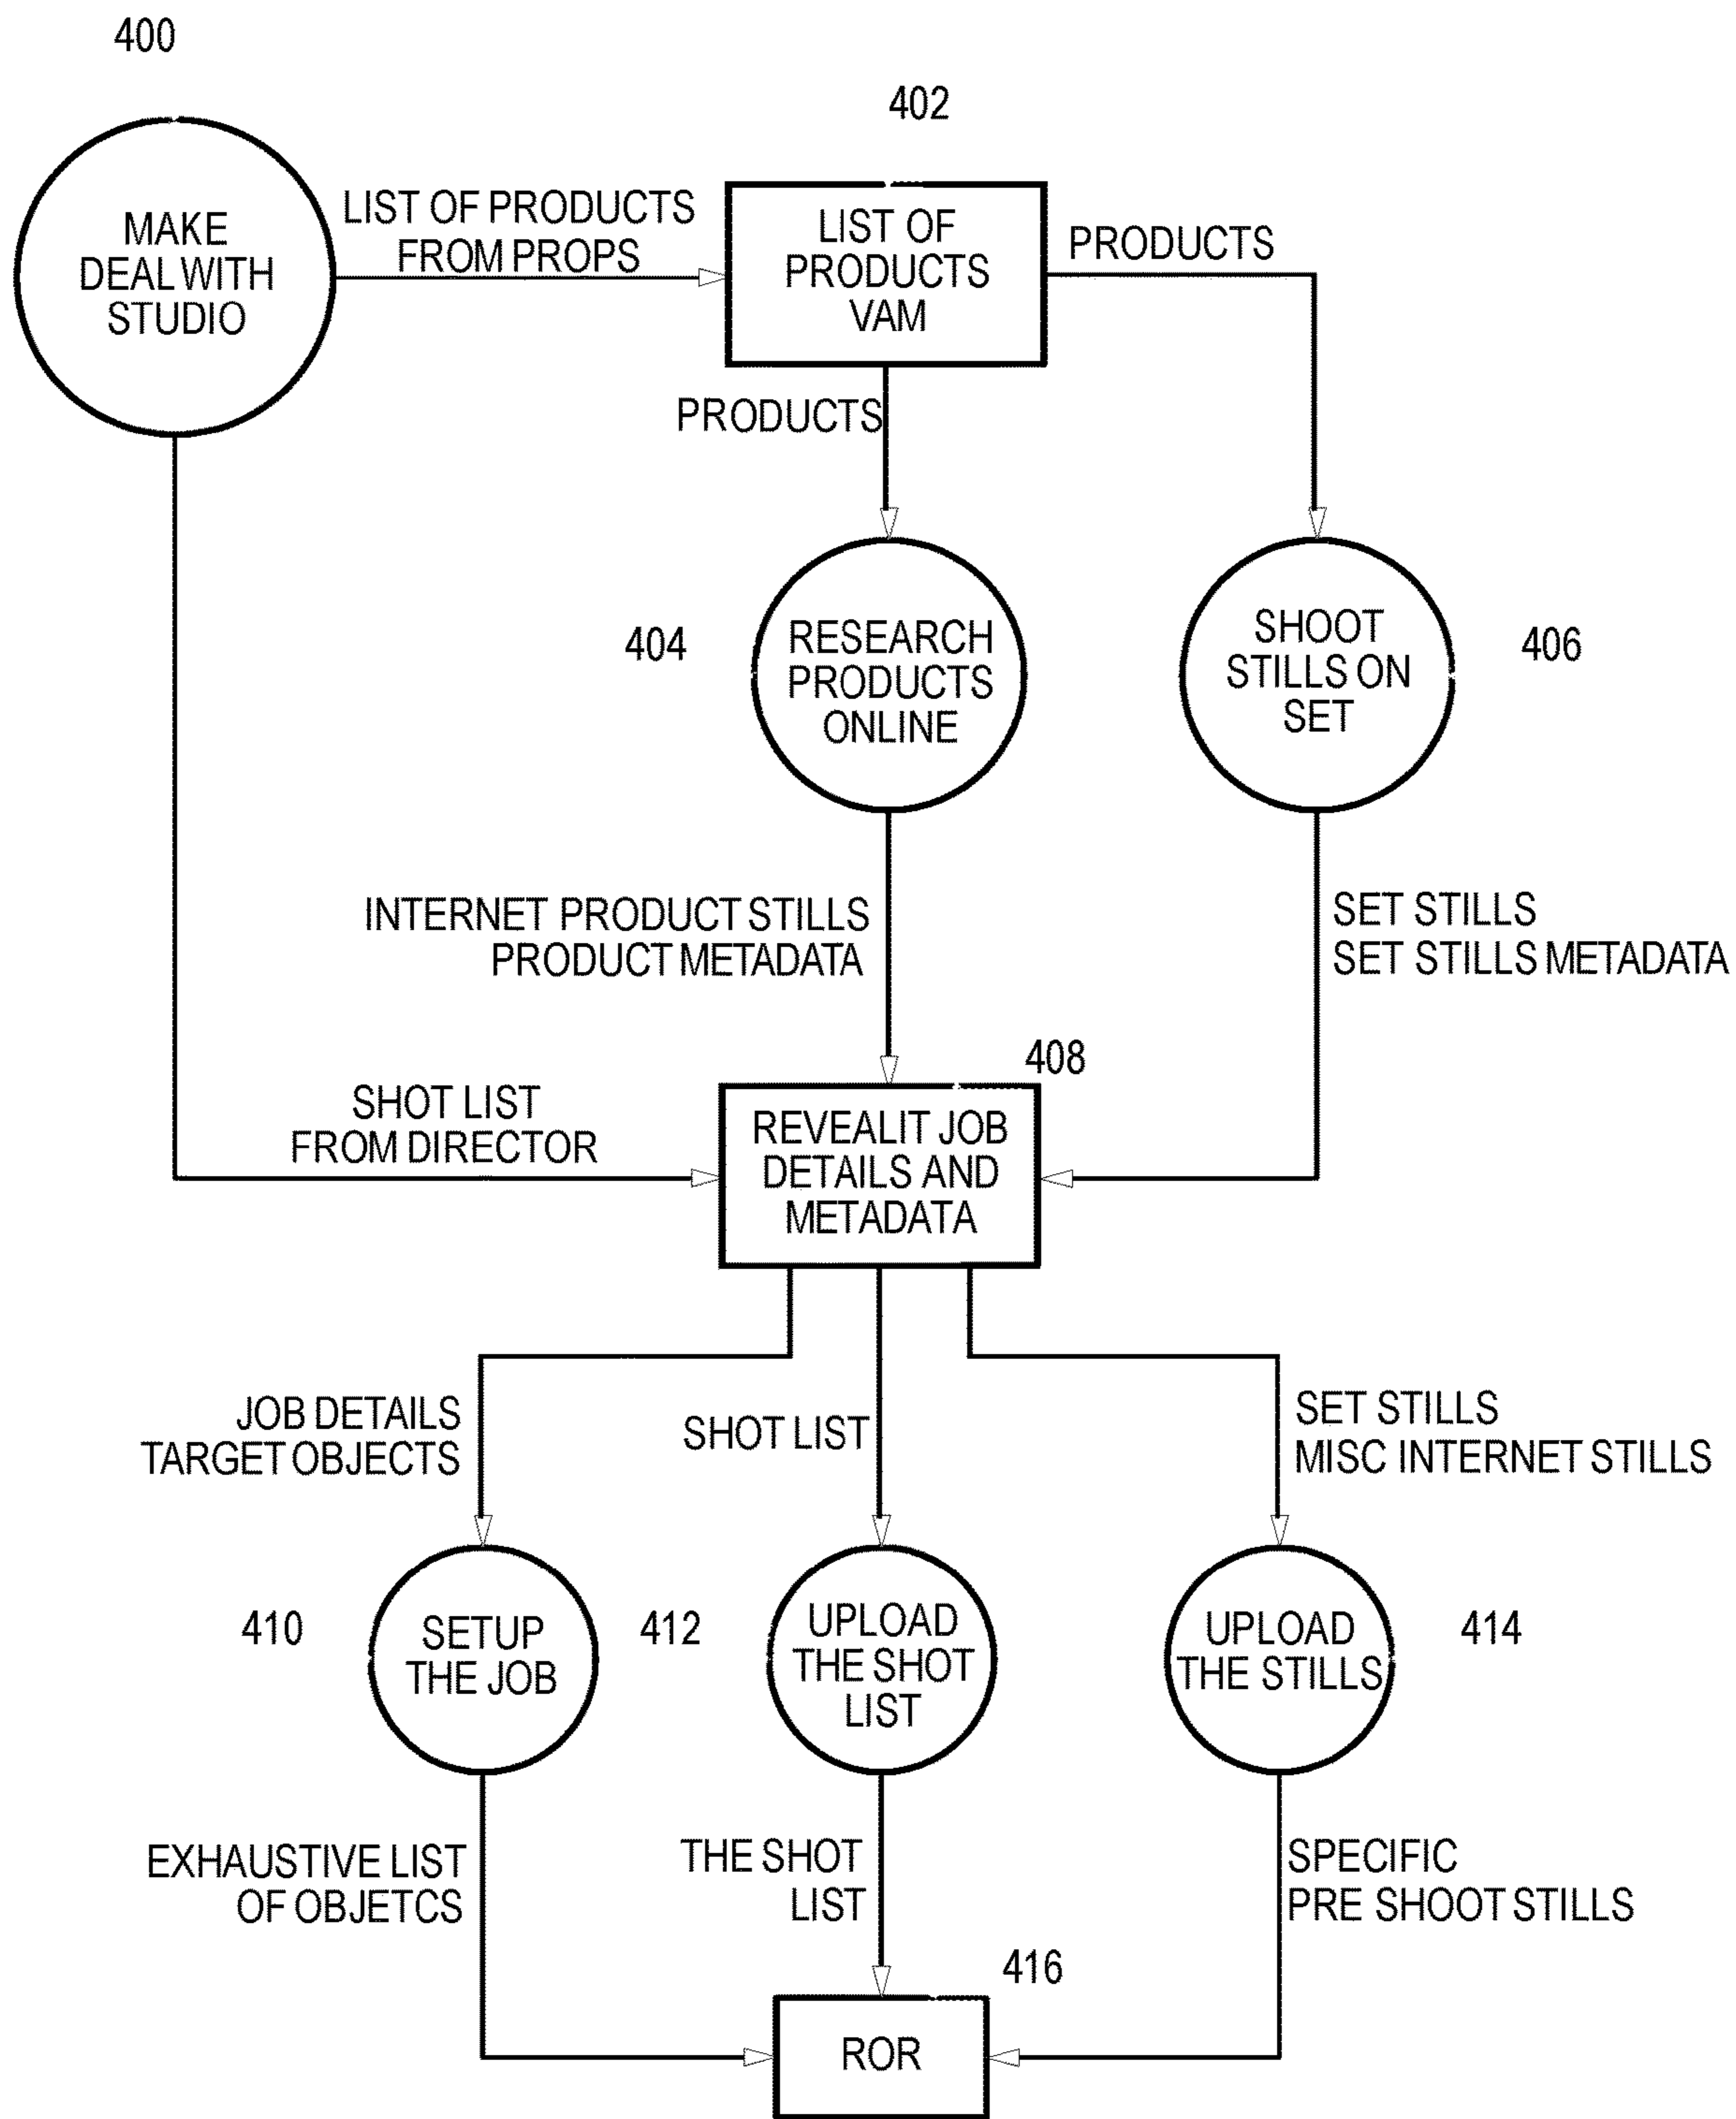 400
402
MAKE
DEAL WITH
STUDIO
LIST OF PRODUCTS
FROM PROPS
LIST OF
PRODUCTS
VAM
PRODUCTS
PRODUCTS
404
RESEARCH
PRODUCTS
ONLINE
SHOOT
STILLS ON
SET
406
INTERNET PRODUCT STILLS
PRODUCT METADATA
SET STILLS
SET STILLS METADATA
408
SHOT LIST
FROM DIRECTOR
REVEALIT JOB
DETAILS AND
METADATA
JOB DETAILS
TARGET OBJECTS
SHOT LIST
SET STILLS
MISC INTERNET STILLS
410
SETUP
THE JOB
412
UPLOAD
THE SHOT
LIST
UPLOAD
THE STILLS
414
EXHAUSTIVE LIST
OF OBJETCS
THE SHOT
LIST
SPECIFIC
PRE SHOOT STILLS
416
ROR